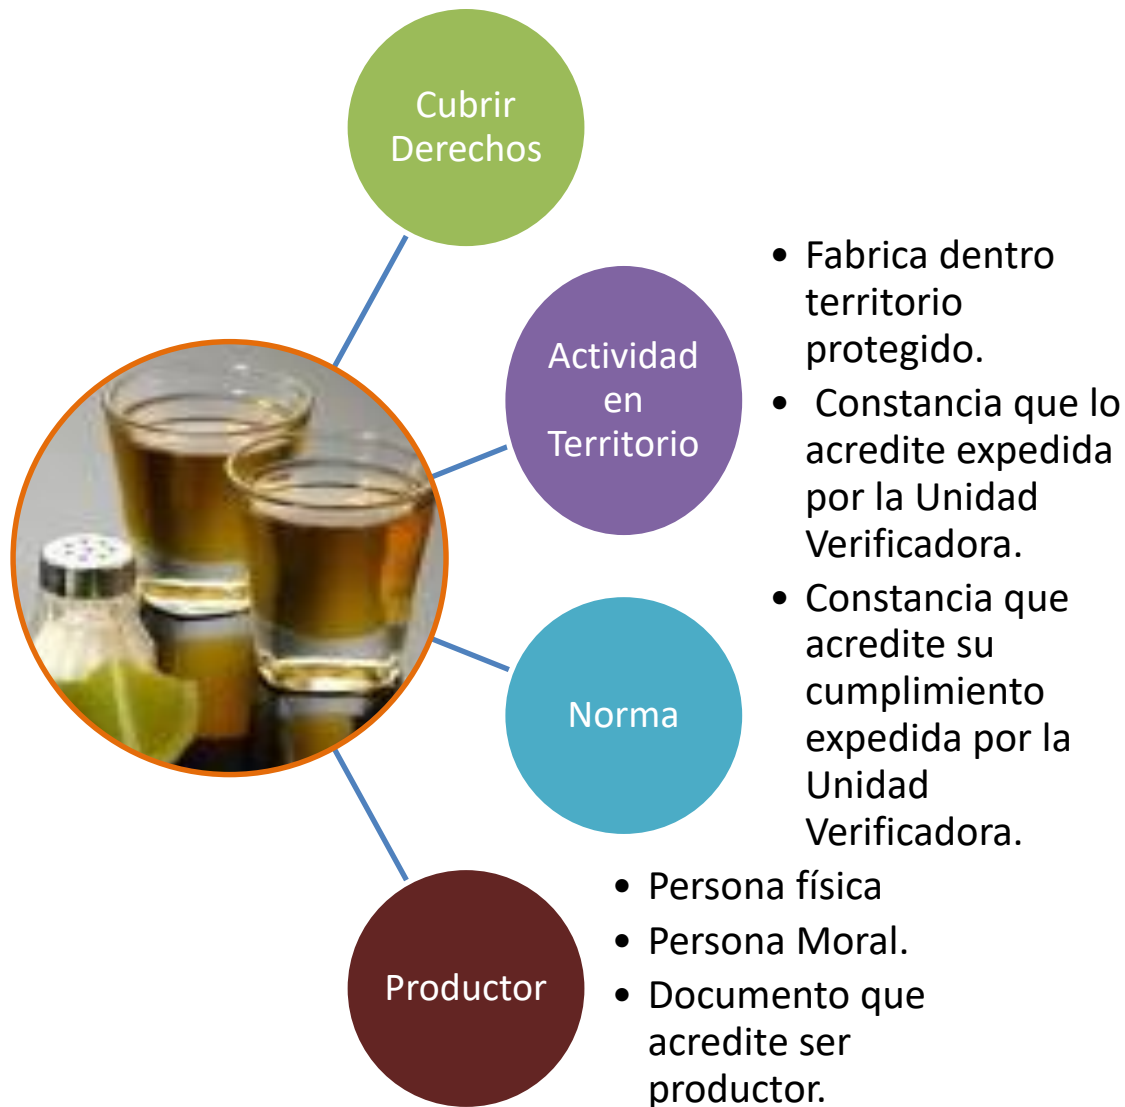 Cubrir
Derechos
Actividad
en
Territorio
• Fabrica dentro
territorio
protegido.
• Constancia que lo
acredite expedida
por la Unidad
Verificadora.
Norma
• Constancia que
acredite su
cumplimiento
expedida por la
Unidad
Verificadora.
Productor
• Persona física
• Persona Moral.
• Documento que
acredite ser
productor.